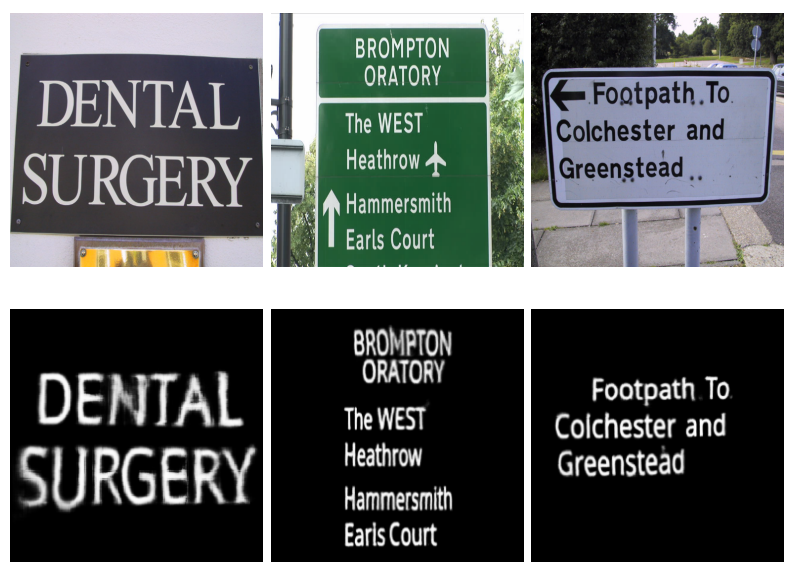 DENTAL
SURGERY
BROMPTON
ORATORY
The WEST
Heathrow
Hammersmith
Earls Court
Footpath To
Colchester and
Greenstead
DENTAL
SURGERY
BROMPTON
ORATORY
The WEST
Heathrow
Hammersmith
Earls Court
Footpath To
Colchester and
Greenstead